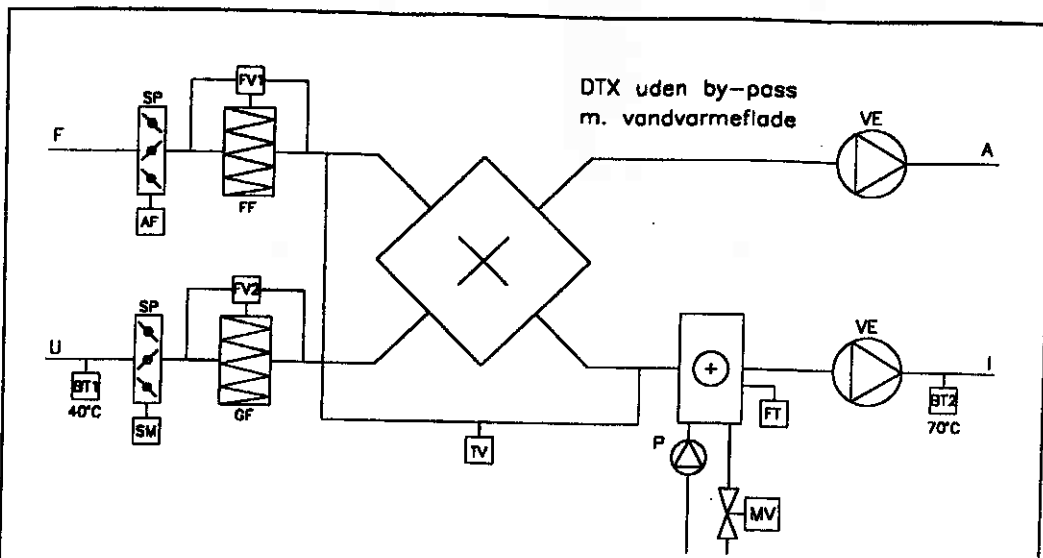 DTX uden by-pass
m. vandvarmeflade
SP
FV1
VE
F
A
FF
AF
SP
FV2
VE
U
I
BT1
40°C
GF
SM
TV
P
FT
BT2
70°C
MV